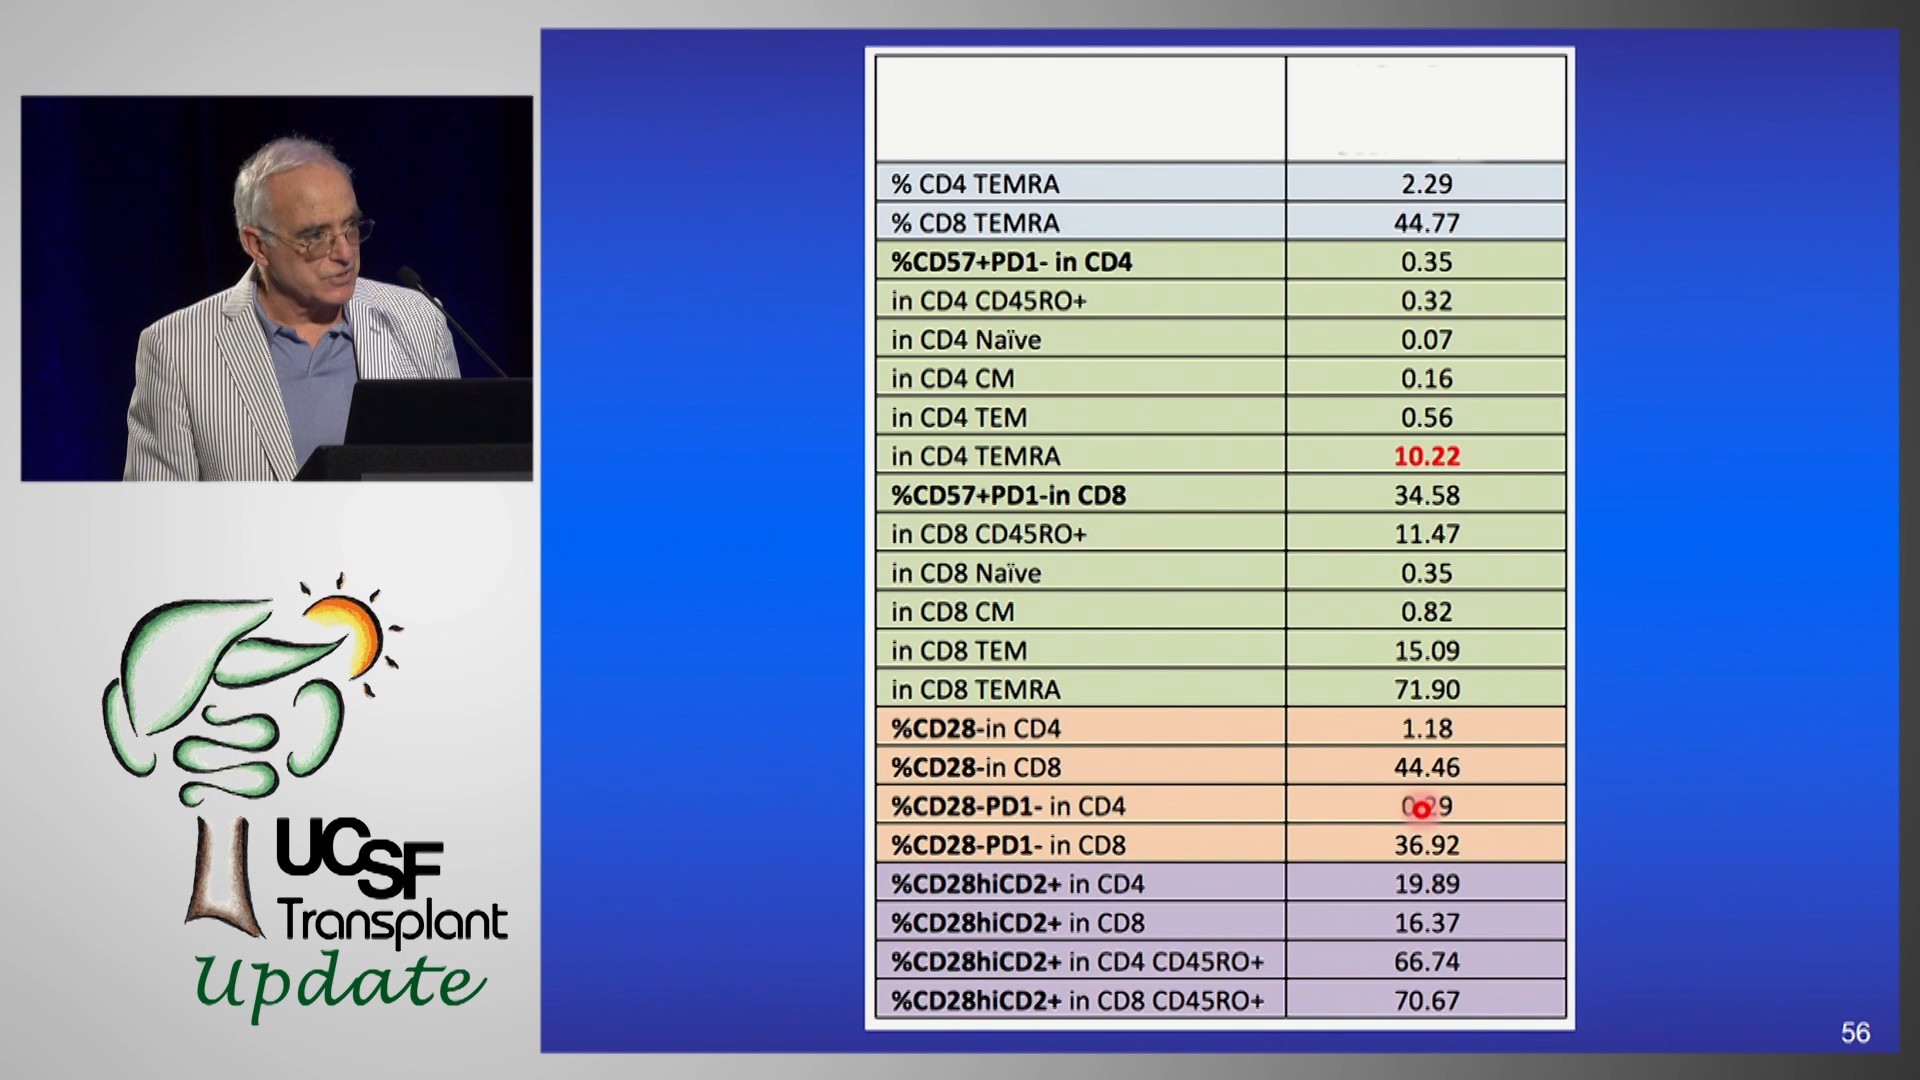 % CD4 TEMRA 2.29
% CD8 TEMRA 44.77
%CD57+PD1- in CD4 0.35
in CD4 CD45RO+ 0.32
in CD4 Naïve 0.07
in CD4 CM 0.16
in CD4 TEM 0.56
in CD4 TEMRA 10.22
%CD57+PD1-in CD8 34.58
in CD8 CD45RO+ 11.47
in CD8 Naïve 0.35
in CD8 CM 0.82
in CD8 TEM 15.09
in CD8 TEMRA 71.90
%CD28-in CD4 1.18
%CD28-in CD8 44.46
%CD28-PD1- in CD4
%CD28-PD1- in CD8 36.92
%CD28hiCD2+ in CD4 19.89
%CD28hiCD2+ in CD8 16.37
%CD28hiCD2+ in CD4 CD45RO+ 66.74
%CD28hiCD2+ in CD8 CD45RO+ 70.67
56
UCSF
Transplant
Update